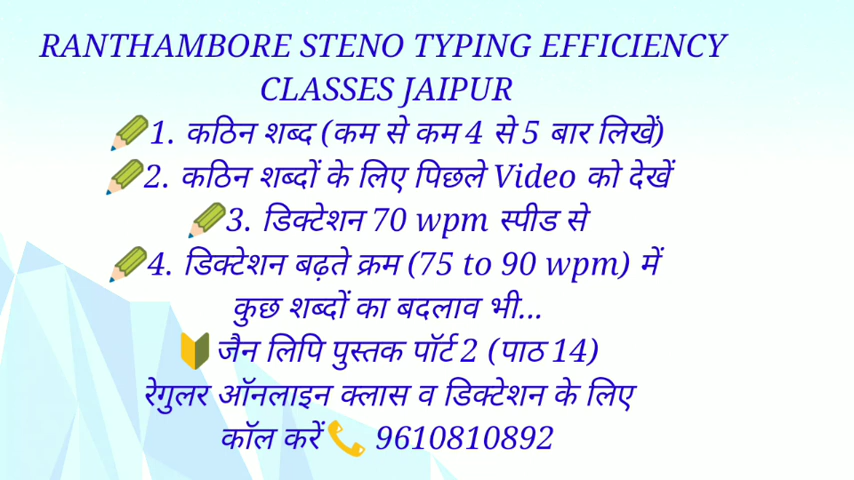 RANTHAMBORE STENO TYPING EFFICIENCY
CLASSES JAIPUR
1. कठिन शब्द (कम से कम 4 से 5 बार लिखें)
2. कठिन शब्दों के लिए पिछले Video को देखें
3. डिक्टेशन 70 wpm स्पीड से
4. डिक्टेशन बढ़ते क्रम (75 to 90 wpm) में
कुछ शब्दों का बदलाव भी...
जैन लिपि पुस्तक पॉर्ट 2 (पाठ 14)
रेगुलर ऑनलाइन क्लास व डिक्टेशन के लिए
कॉल करें 9610810892